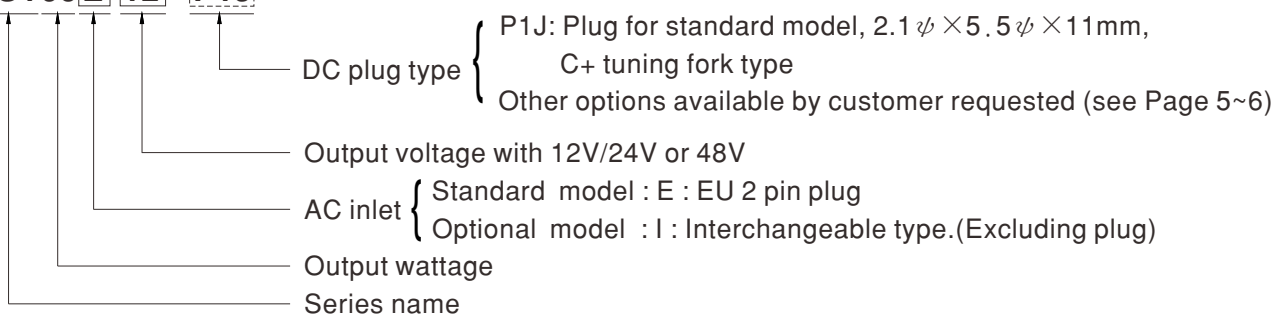 P1J: Plug for standard model, 2.1ψ×5.5ψ×11mm,
DC plug type
C+ tuning fork type
Other options available by customer requested (see Page 5~6)
Output voltage with 12V/24V or 48V
Standard model : E : EU 2 pin plug
AC inlet
Optional model : I : Interchangeable type.(Excluding plug)
Output wattage
Series name